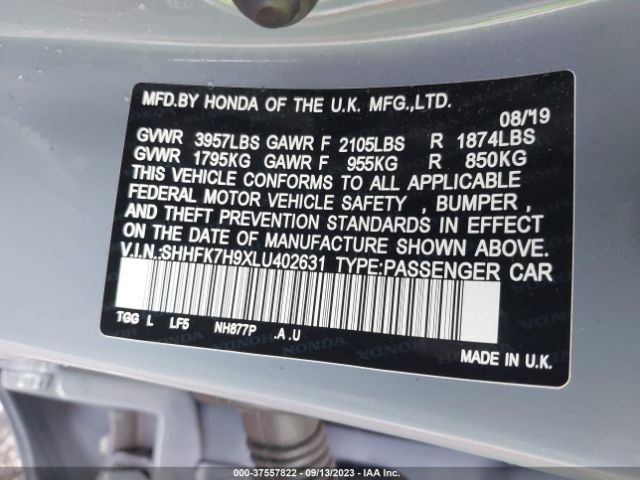 MFD.BY HONDA OF THE U.K. MFG.,LTD.
08/'19
GVWR 3957LBS GAWR F 2105LBS R 1874LBS
GVWR 1795KG GAWR F 955KG R 850KG
THIS VEHICLE CONFORMS TO ALL APPLICABLE
FEDERAL MOTOR VEHICLE SAFETY , BUMPER ,
AND THEFT PREVENTION STANDARDS IN EFFECT
ON THE DATE OF MANUFACTURE SHOWN ABOVE.
V.I.N.:SHHFK7H9XLU402631 TYPE:PASSENGER CAR
TGG L LF5 NH877P .A .U
HONDA HONDA
MADE IN U.K.
000-37557822 - 09/13/2023 - IAA Inc.